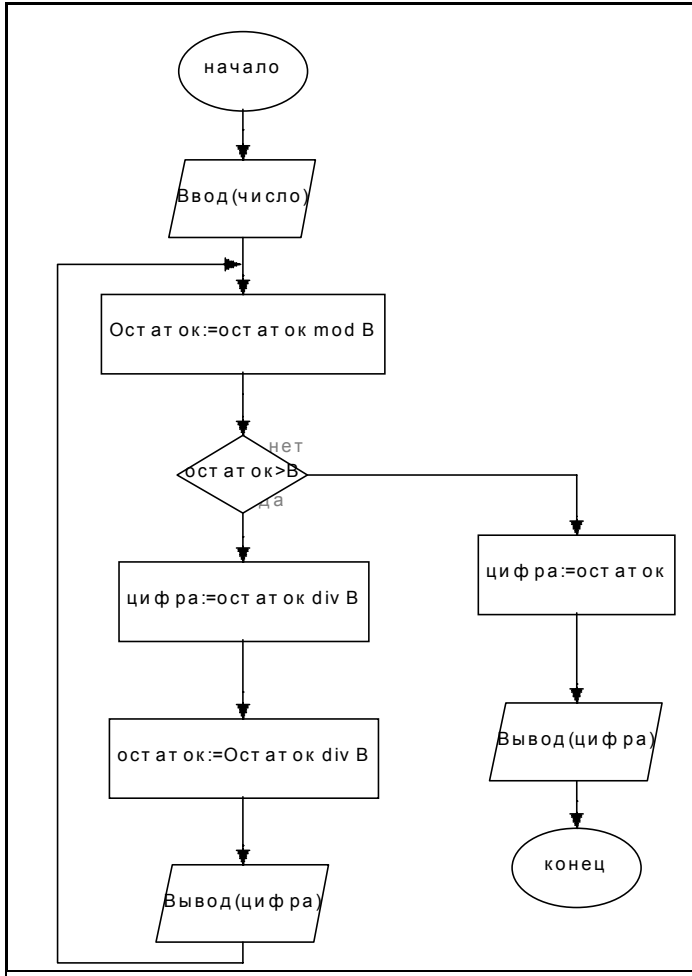 начало
Ввод(число)
Остаток:=остаток mod B
нет
остаток>B
да
цифра:=остаток div B
цифра:=остаток
остаток:=Остаток div B
Вывод(цифра)
Вывод(цифра)
конец